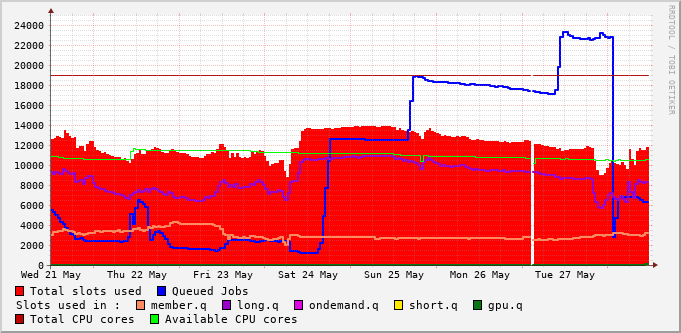 24000
22000
20000
18000
16000
14000
12000
10000
8000
6000
4000
2000
0
Wed 21 May Thu 22 May Fri 23 May Sat 24 May Sun 25 May Mon 26 May Tue 27 May
Total slots used Queued Jobs
Slots used in : member.q long.q ondemand.q short.q gpu.q
Total CPU cores Available CPU cores
RRDTOOL / TOBI OETIKER